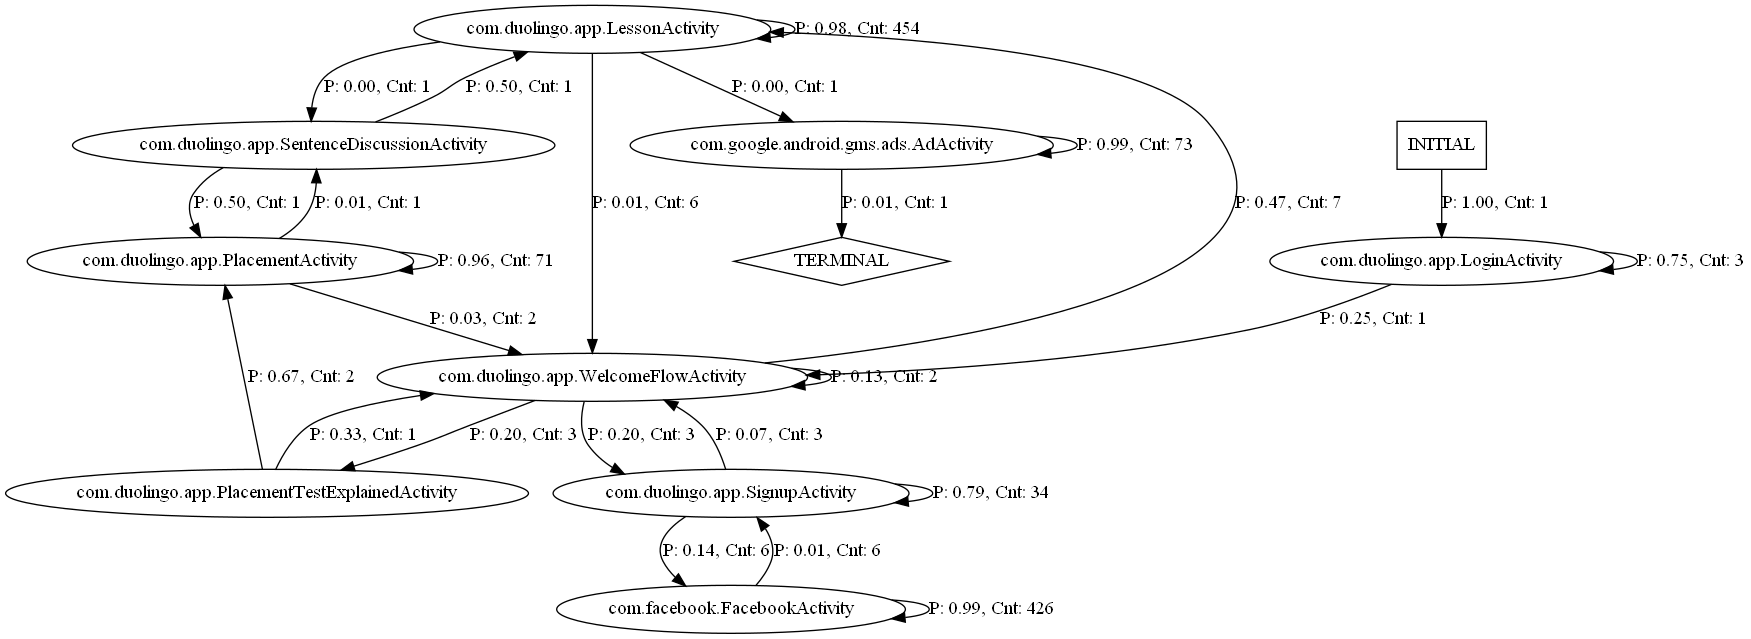 com.duolingo.app.LessonActivity
P: 0.98, Cnt: 454
P: 0.00, Cnt: 1
P: 0.50, Cnt: 1
P: 0.00, Cnt: 1
com.duolingo.app.SentenceDiscussionActivity
com.google.android.gms.ads.AdActivity
P: 0.99, Cnt: 73
INITIAL
P: 0.50, Cnt: 1
P: 0.01, Cnt: 1
P: 0.01, Cnt: 6
P: 0.01, Cnt: 1
P: 0.47, Cnt: 7
P: 1.00, Cnt: 1
com.duolingo.app.PlacementActivity
P: 0.96, Cnt: 71
TERMINAL
com.duolingo.app.LoginActivity
P: 0.75, Cnt: 3
P: 0.03, Cnt: 2
P: 0.25, Cnt: 1
P: 0.67, Cnt: 2
com.duolingo.app.WelcomeFlowActivity
P: 0.13, Cnt: 2
P: 0.33, Cnt: 1
P: 0.20, Cnt: 3
P: 0.20, Cnt: 3
P: 0.07, Cnt: 3
com.duolingo.app.PlacementTestExplainedActivity
com.duolingo.app.SignupActivity
P: 0.79, Cnt: 34
P: 0.14, Cnt: 6
P: 0.01, Cnt: 6
com.facebook.FacebookActivity
P: 0.99, Cnt: 426